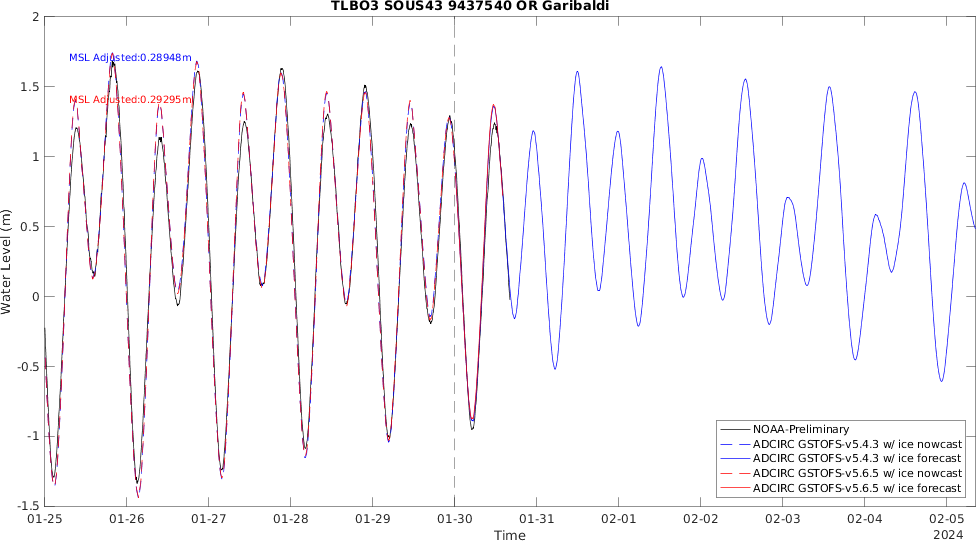 TLBO3 SOUS43 9437540 OR Garibaldi
2
1.5
1
0.5
0
-0.5
-1
-1.5
Water Level (m)
MSL Adjusted:0.28948m
MSL Adjusted:0.29295m
NOAA-Preliminary
ADCIRC GSTOFS-v5.4.3 w/ ice nowcast
ADCIRC GSTOFS-v5.4.3 w/ ice forecast
ADCIRC GSTOFS-v5.6.5 w/ ice nowcast
ADCIRC GSTOFS-v5.6.5 w/ ice forecast
01-25 01-26 01-27 01-28 01-29 01-30 01-31 02-01 02-02 02-03 02-04 02-05
2024
Time